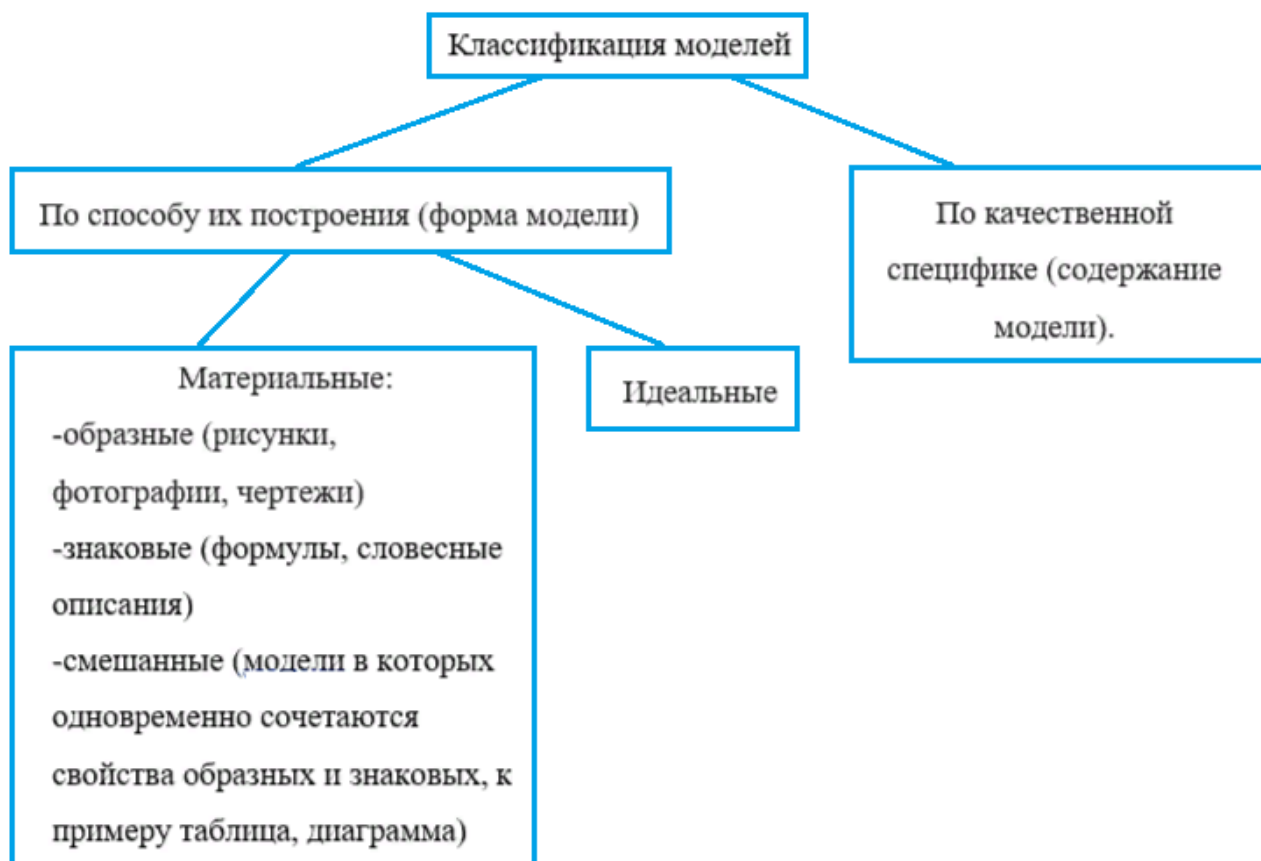 Классификация моделей
По способу их построения (форма модели)
По качественной
специфике (содержание
модели).
Материальные:
-образные (рисунки,
фотографии, чертежи)
-знаковые (формулы, словесные
описания)
-смешанные (модели в которых
одновременно сочетаются
свойства образных и знаковых, к
примеру таблица, диаграмма)
Идеальные